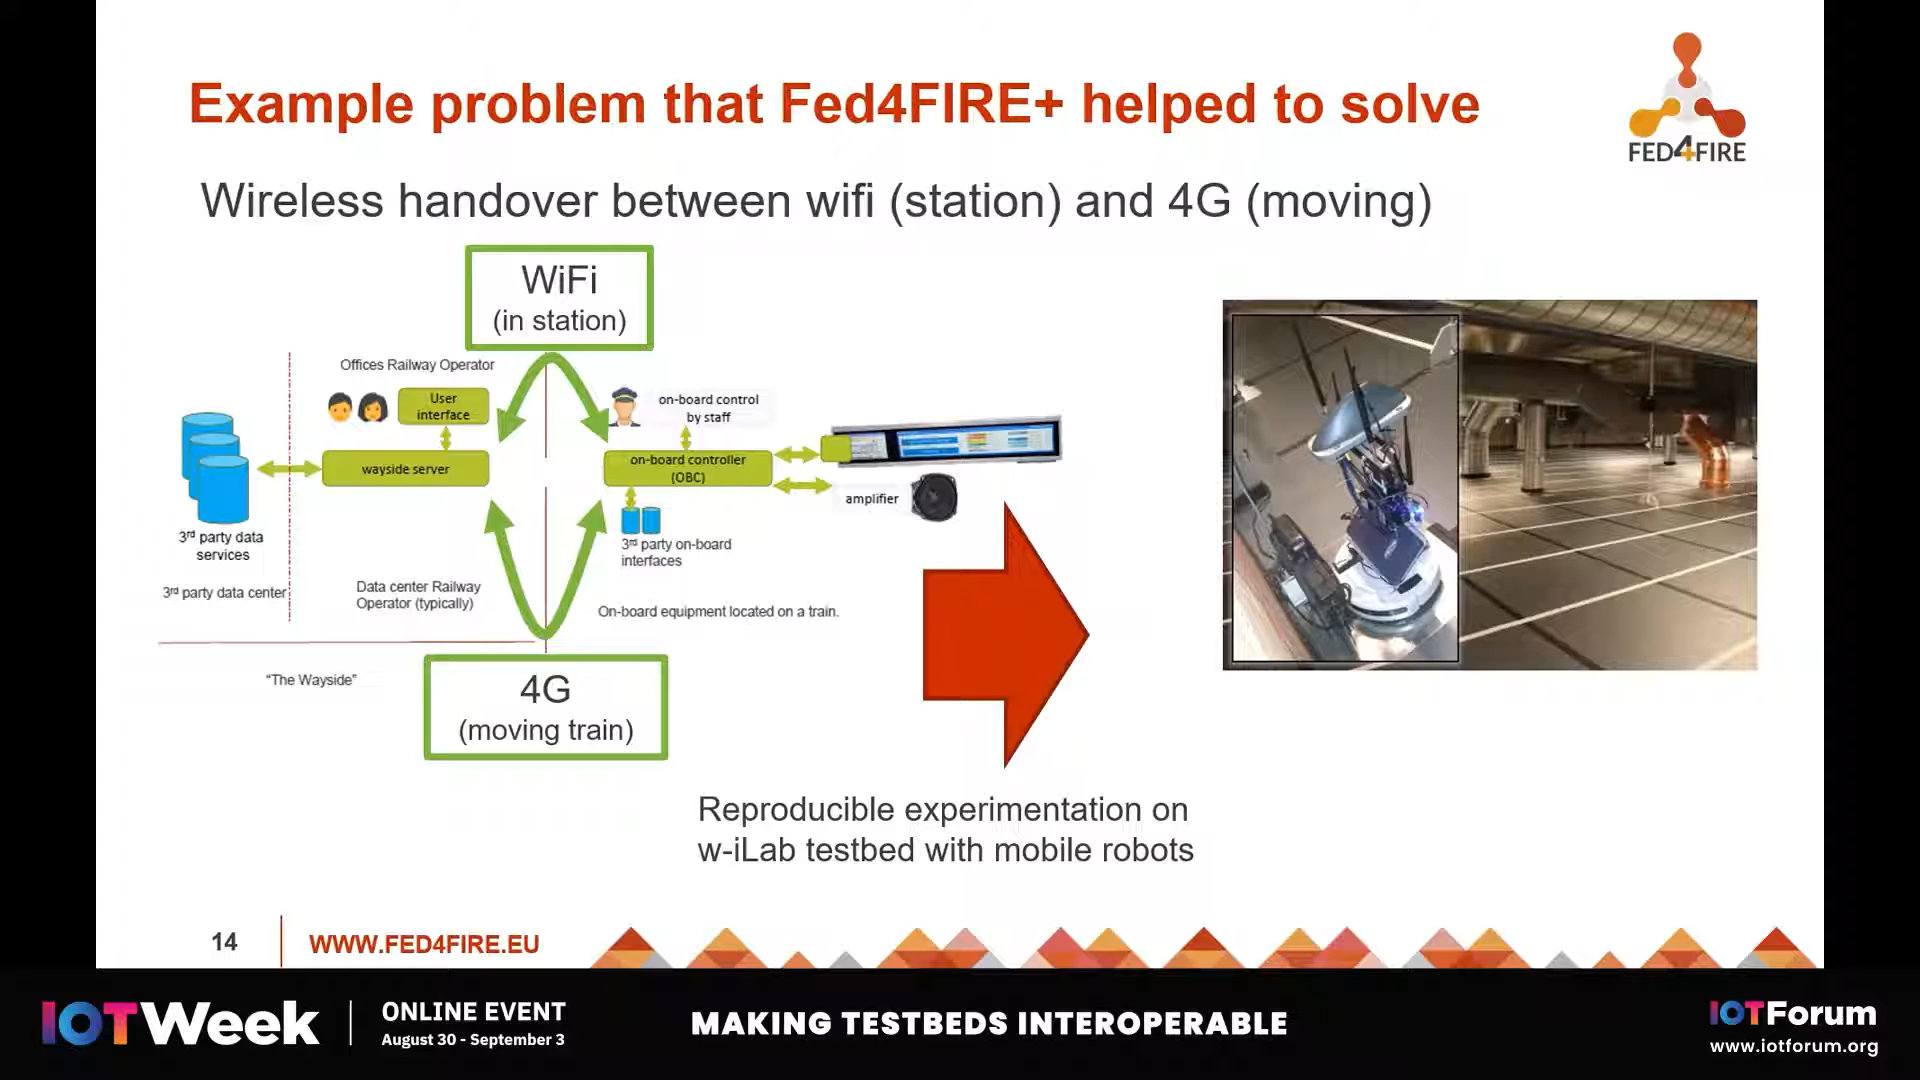 Example problem that Fed4FIRE+ helped to solve
FED4FIRE
Wireless handover between wifi (station) and 4G (moving)
WiFi
(in station)
Offices Railway Operator
User
interface
on-board control
by staff
wayside server
on-board controller
(OBC)
amplifier
3rd party data
services
3rd party on-board
interfaces
3rd party data center
Data center Railway
Operator (typically)
On-board equipment located on a train.
"The Wayside"
4G
(moving train)
Reproducible experimentation on
w-iLab testbed with mobile robots
14
WWW.FED4FIRE.EU
IOTWeek
ONLINE EVENT
August 30 - September 3
MAKING TESTBEDS INTEROPERABLE
IOTForum
www.iotforum.org